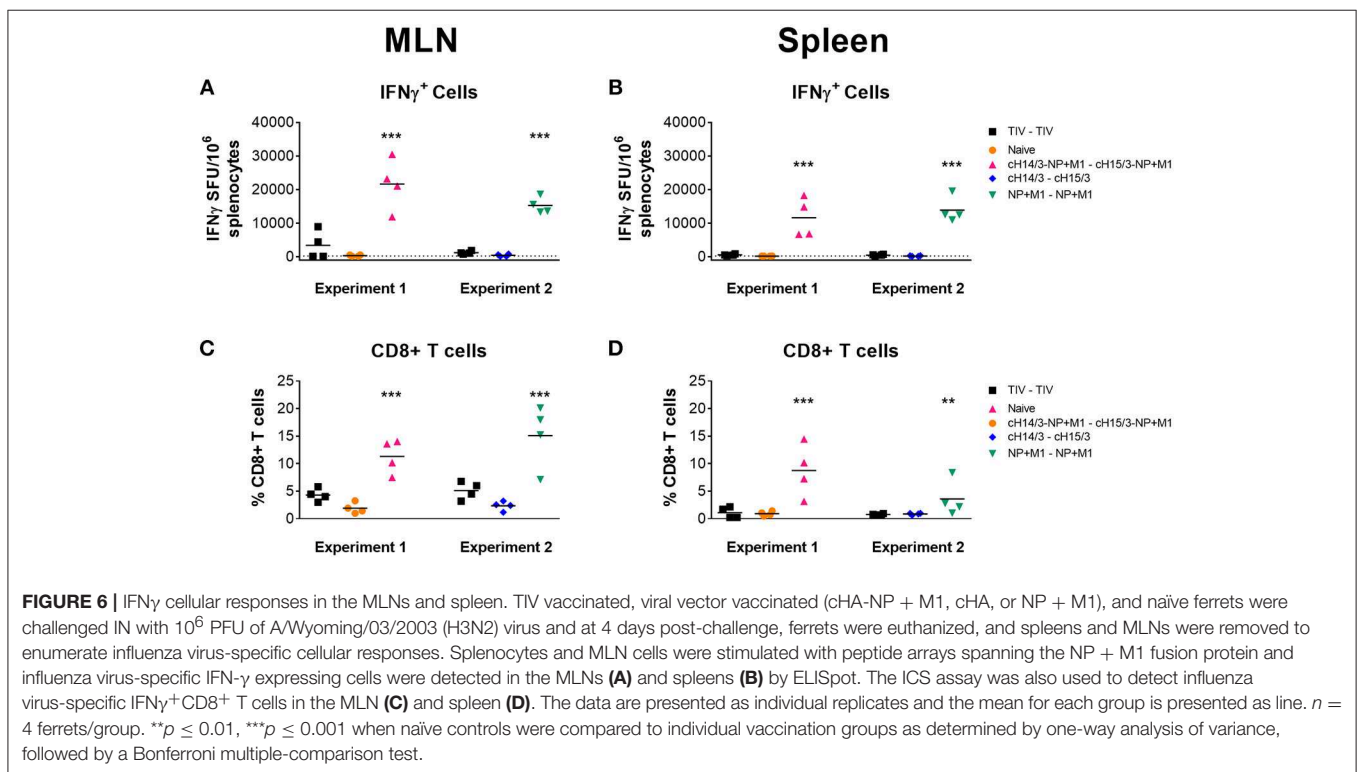 MLN
Spleen
A
IFNγ+ Cells
IFNγ SFU/10^6
splenocytes
40000
30000
20000
10000
0
***
***
Experiment 1
Experiment 2
B
IFNγ+ Cells
IFNγ SFU/10^6
splenocytes
40000
30000
20000
10000
0
***
***
Experiment 1
Experiment 2
TIV - TIV
Naive
cH14/3-NP+M1 - cH15/3-NP+M1
cH14/3 - cH15/3
NP+M1 - NP+M1
C
CD8+ T cells
% CD8+ T cells
25
20
15
10
5
0
***
***
Experiment 1
Experiment 2
D
CD8+ T cells
% CD8+ T cells
25
20
15
10
5
0
***
**
Experiment 1
Experiment 2
TIV - TIV
Naive
cH14/3-NP+M1 - cH15/3-NP+M1
cH14/3 - cH15/3
NP+M1 - NP+M1
FIGURE 6 | IFNγ cellular responses in the MLNs and spleen. TIV vaccinated, viral vector vaccinated (cHA-NP + M1, cHA, or NP + M1), and naïve ferrets were
challenged IN with 10^6 PFU of A/Wyoming/03/2003 (H3N2) virus and at 4 days post-challenge, ferrets were euthanized, and spleens and MLNs were removed to
enumerate influenza virus-specific cellular responses. Splenocytes and MLN cells were stimulated with peptide arrays spanning the NP + M1 fusion protein and
influenza virus-specific IFN-γ expressing cells were detected in the MLNs (A) and spleens (B) by ELISpot. The ICS assay was also used to detect influenza
virus-specific IFNγ+CD8+ T cells in the MLN (C) and spleen (D). The data are presented as individual replicates and the mean for each group is presented as line. n =
4 ferrets/group. **p ≤ 0.01, ***p ≤ 0.001 when naïve controls were compared to individual vaccination groups as determined by one-way analysis of variance,
followed by a Bonferroni multiple-comparison test.